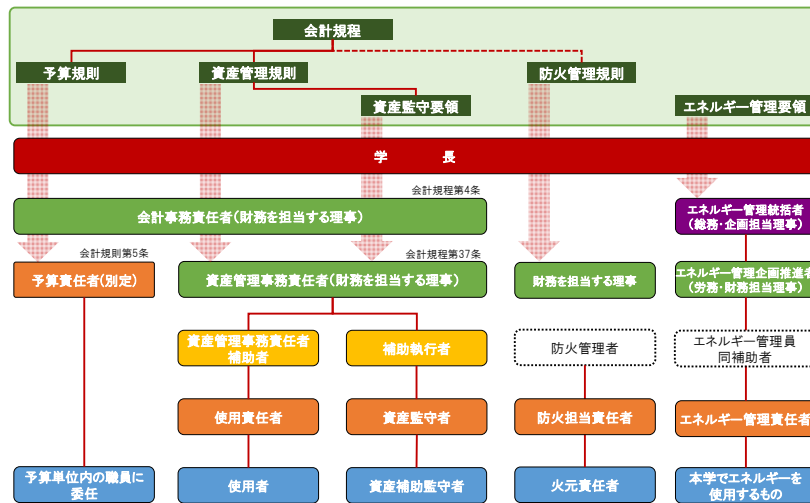 会計規程
予算規則
資産管理規則
防火管理規則
資産監守要領
エネルギー管理要領
学　　　長
会計規程第4条
会計事務責任者(財務を担当する理事)
エネルギー管理統括者
(総務・企画担当理事)
会計規則第5条
会計規程第37条
予算責任者(別定)
資産管理事務責任者(財務を担当する理事)
財務を担当する理事
エネルギー管理企画推進者
(労務・財務担当理事)
資産管理事務責任者
補助者
補助執行者
防火管理者
エネルギー管理員
同補助者
使用責任者
資産監守者
防火担当責任者
エネルギー管理責任者
予算単位内の職員に
委任
使用者
資産補助監守者
火元責任者
本学でエネルギーを
使用するもの